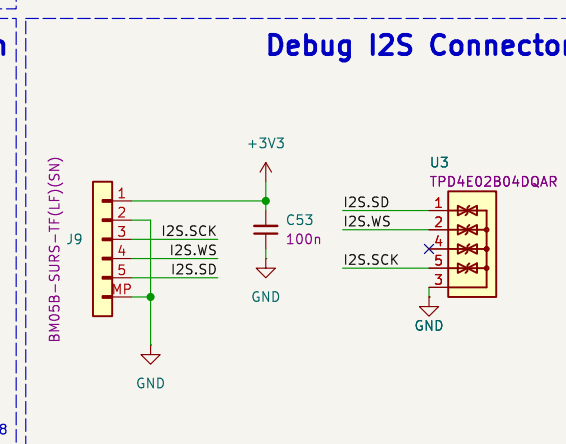 Debug I2S Connector
+3V3
U3
TPD4E02B04DQAR
BM05B-SURS-TF(LF)(SN)
J9
1
2
3
4
5
MP
I2S.SCK
I2S.WS
I2S.SD
C53
100n
GND
GND
I2S.SD
I2S.WS
I2S.SCK
1
2
4
5
3
GND
8